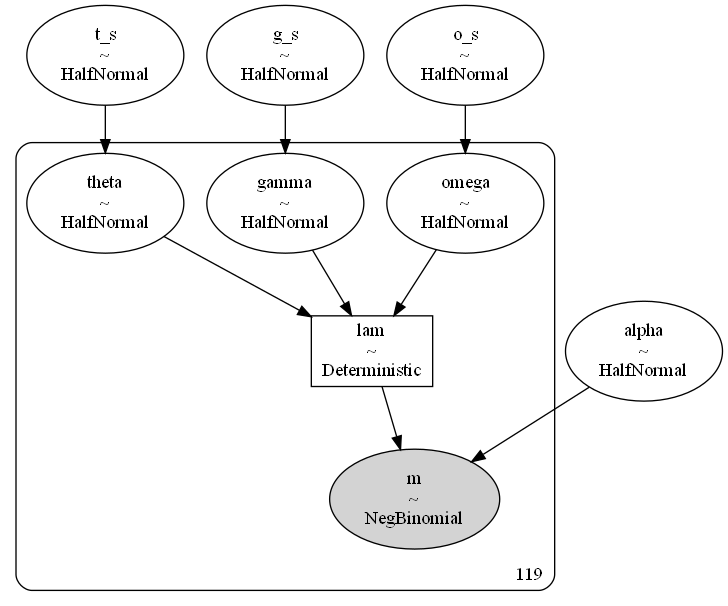 t_s
~
HalfNormal
g_s
~
HalfNormal
o_s
~
HalfNormal
theta
~
HalfNormal
gamma
~
HalfNormal
omega
~
HalfNormal
lam
~
Deterministic
alpha
~
HalfNormal
m
~
NegBinomial
119